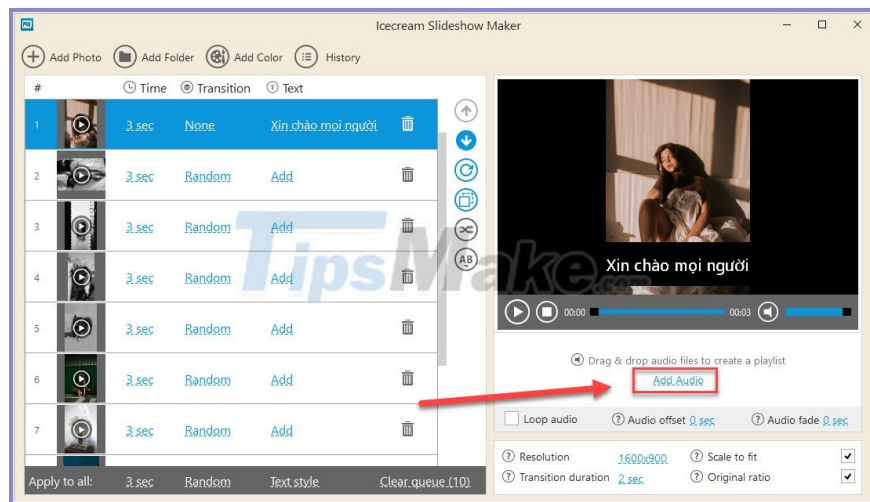 Icecream Slideshow Maker
Add Photo Add Folder Add Color History
# Time Transition Text
1 3 sec None Xin chào mọi người
2 3 sec Random Add
3 3 sec Random Add
4 3 sec Random Add
5 3 sec Random Add
6 3 sec Random Add
7 3 sec Random Add
Apply to all: 3 sec Random Text style Clear queue (10)
AB
TipsMake.com
Xin chào mọi người
00:00 00:03
Drag & drop audio files to create a playlist
Add Audio
Loop audio ? Audio offset 0 sec ? Audio fade 0 sec
? Resolution 1600x900 ? Scale to fit
? Transition duration 2 sec ? Original ratio